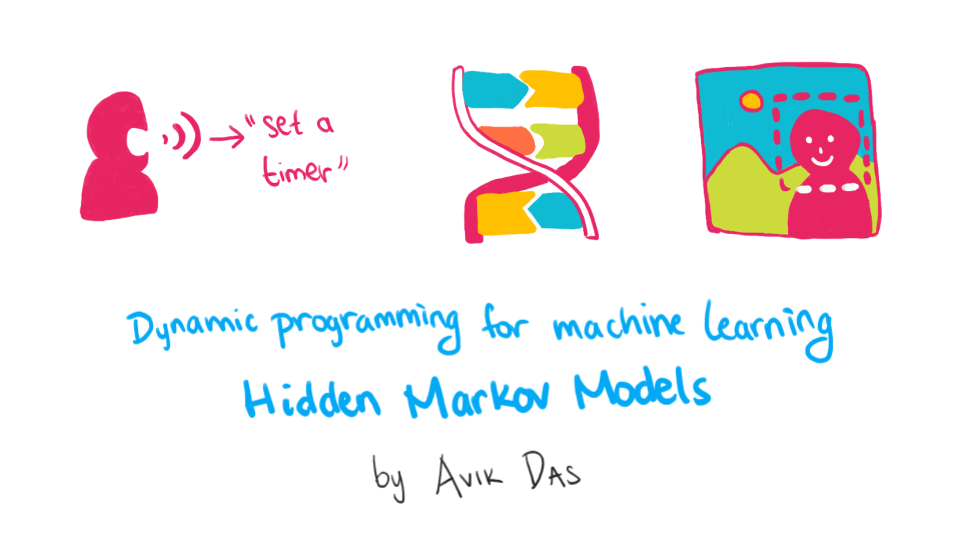 "set a
timer"
Dynamic programming for machine learning
Hidden Markov Models
by Avik Das